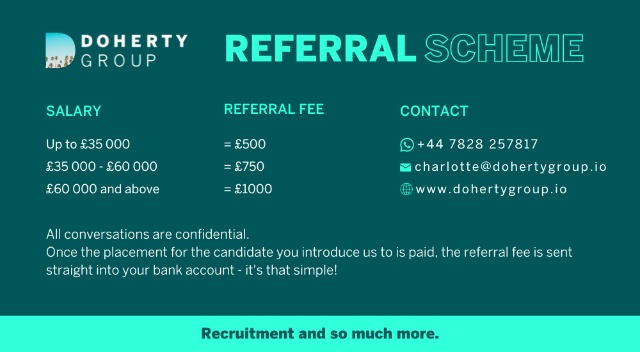 DOHERTY
GROUP
REFERRAL SCHEME
SALARY
Up to £35 000
£35 000 - £60 000
£60 000 and above
REFERRAL FEE
= £500
= £750
= £1000
CONTACT
+44 7828 257817
charlotte@dohertygroup.io
www.dohertygroup.io
All conversations are confidential.
Once the placement for the candidate you introduce us to is paid, the referral fee is sent
straight into your bank account - it's that simple!
Recruitment and so much more.